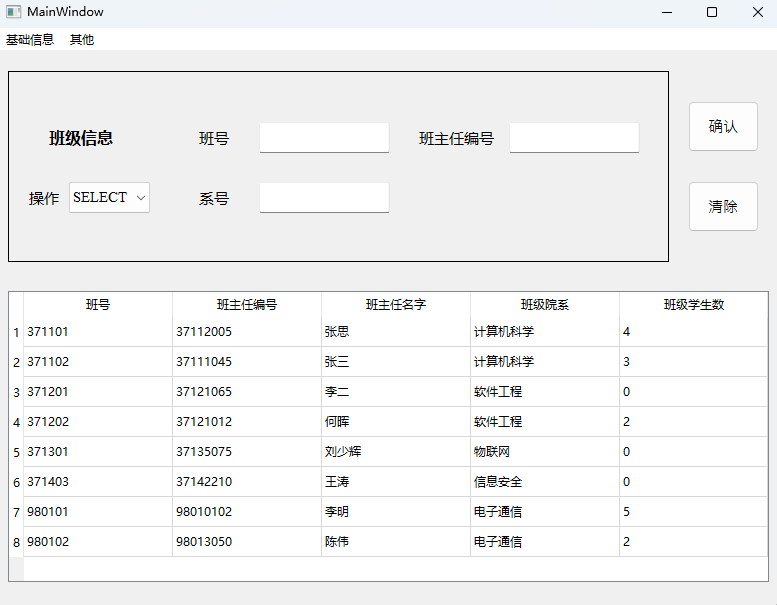 MainWindow
基础信息 其他
班级信息 班号 班主任编号 确认
操作 SELECT 系号 清除
班号 班主任编号 班主任名字 班级院系 班级学生数
1 371101 37112005 张思 计算机科学 4
2 371102 37111045 张三 计算机科学 3
3 371201 37121065 李二 软件工程 0
4 371202 37121012 何晖 软件工程 2
5 371301 37135075 刘少辉 物联网 0
6 371403 37142210 王涛 信息安全 0
7 980101 98010102 李明 电子通信 5
8 980102 98013050 陈伟 电子通信 2